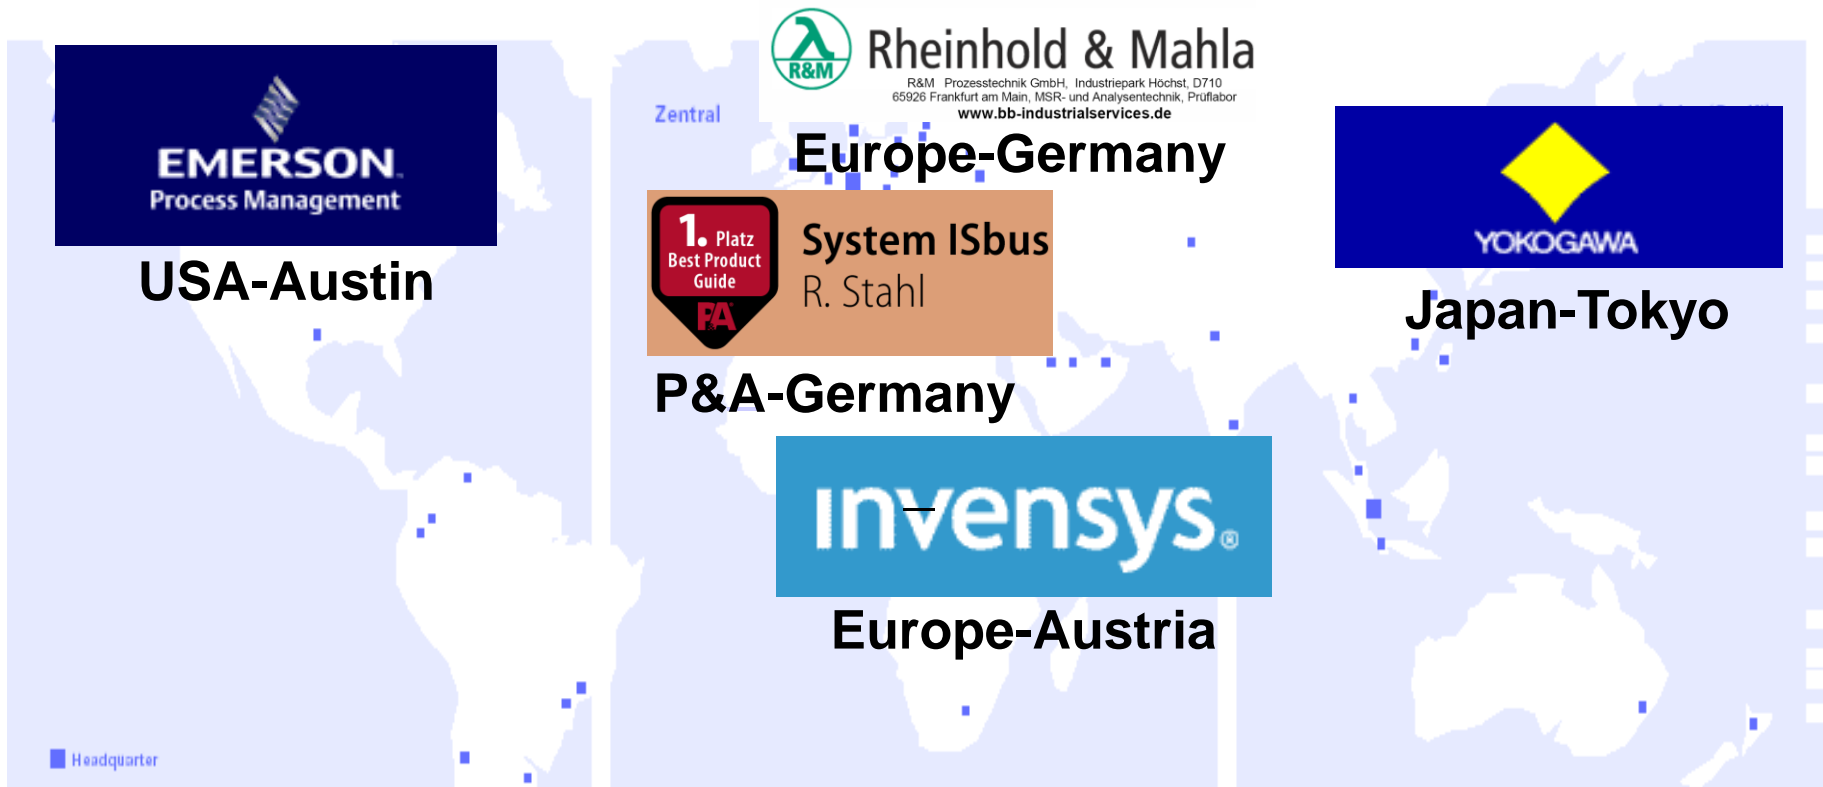 R&M
Rheinhold & Mahla
R&M Prozesstechnik GmbH, Industriepark Höchst, D710
65926 Frankfurt am Main, MSR- und Analysentechnik, Prüflabor
www.bb-industrialservices.de
Europe-Germany
Zentral
EMERSON™
Process Management
USA-Austin
1. Platz
Best Product
Guide
P&A
System ISbus
R. Stahl
P&A-Germany
YOKOGAWA
Japan-Tokyo
invensys®
Europe-Austria
Headquarter